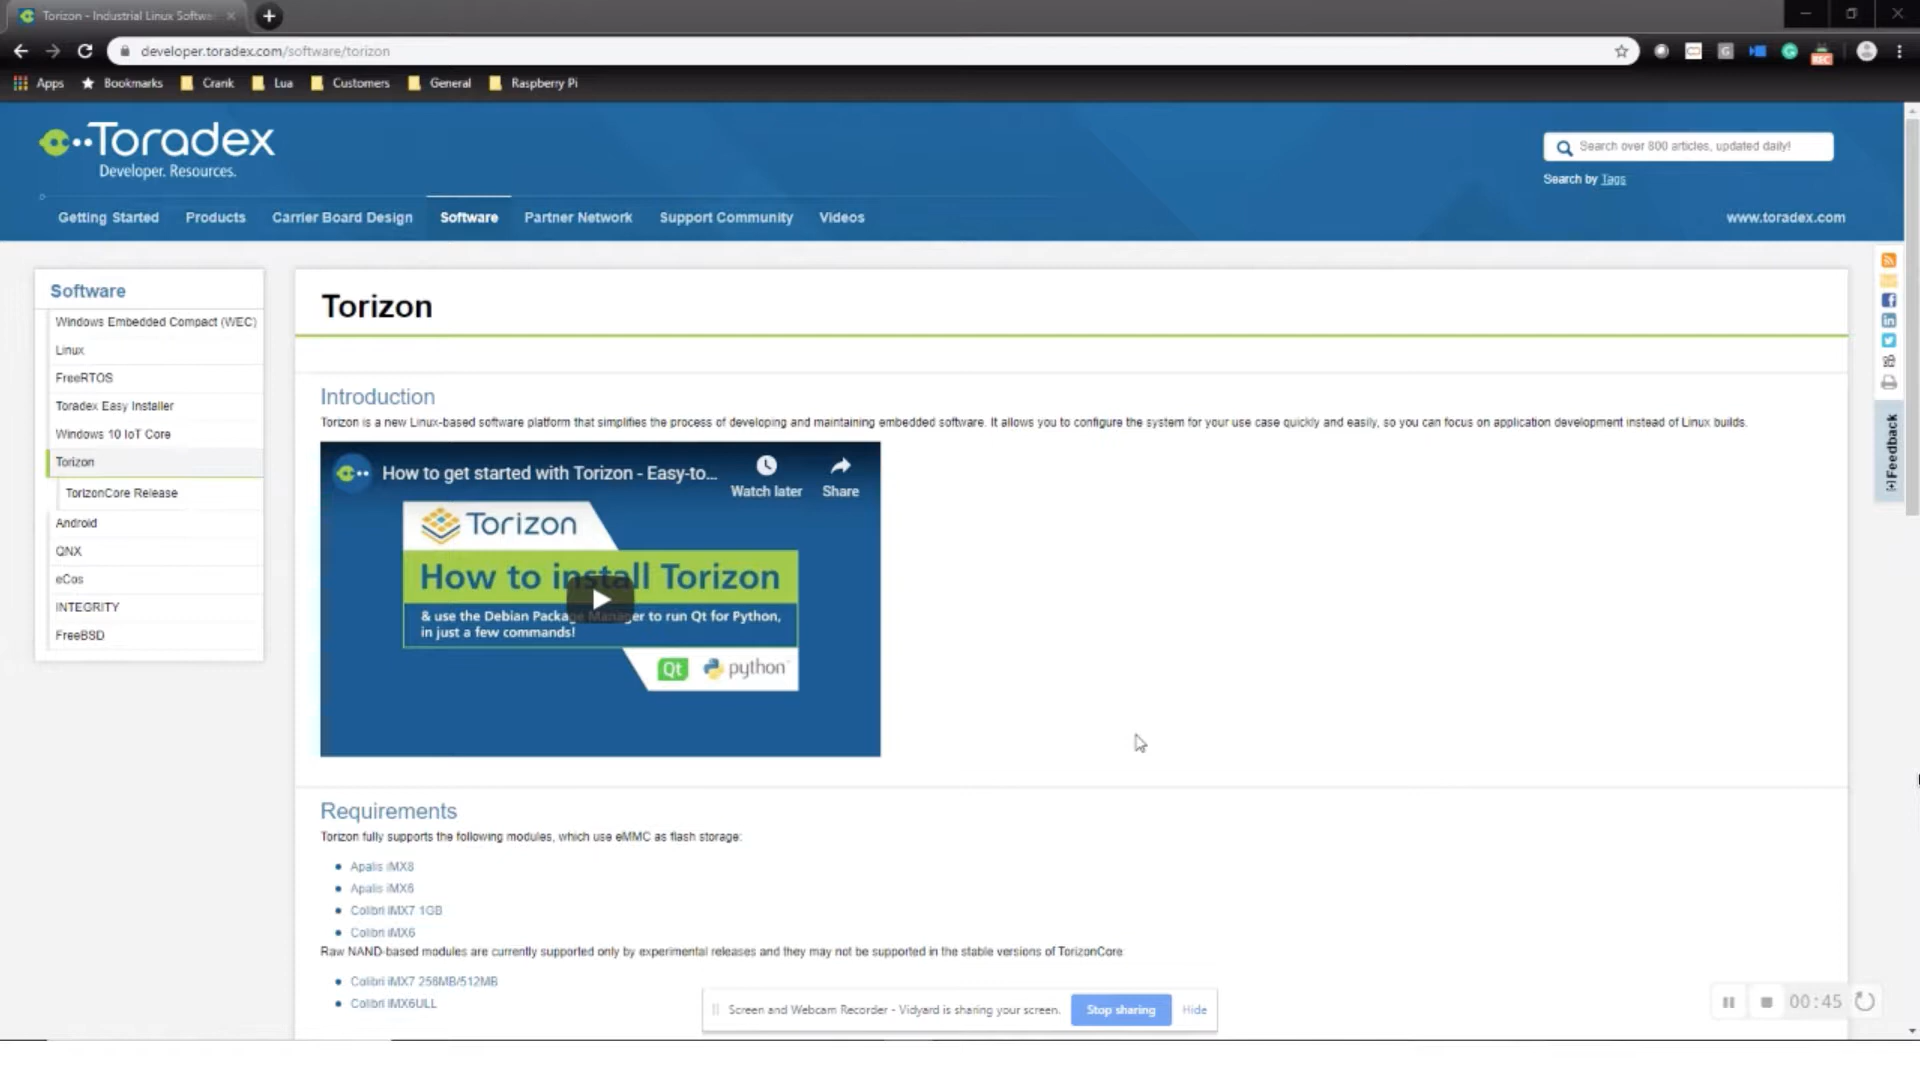 Torizon - Industrial Linux Softwa
developer.toradex.com/software/torizon
Apps Bookmarks Crank Lua Customers General Raspberry Pi
REC
Toradex
Developer. Resources.
Search over 800 articles, updated daily!
Search by Tags
Getting Started Products Carrier Board Design Software Partner Network Support Community Videos www.toradex.com
Software
Windows Embedded Compact (WEC)
Linux
FreeRTOS
Toradex Easy Installer
Windows 10 IoT Core
Torizon
TorizonCore Release
Android
QNX
eCos
INTEGRITY
FreeBSD
Torizon
Introduction
Torizon is a new Linux-based software platform that simplifies the process of developing and maintaining embedded software. It allows you to configure the system for your use case quickly and easily, so you can focus on application development instead of Linux builds.
How to get started with Torizon - Easy-to...
Watch later Share
Torizon
How to install Torizon
& use the Debian Package Manager to run Qt for Python,
in just a few commands!
Qt python
Requirements
Torizon fully supports the following modules, which use eMMC as flash storage:
Apalis iMX8
Apalis iMX6
Colibri iMX7 1GB
Colibri iMX6
Raw NAND-based modules are currently supported only by experimental releases and they may not be supported in the stable versions of TorizonCore
Colibri iMX7 256MB/512MB
Colibri iMX6ULL
[+] Feedback
Screen and Webcam Recorder - Vidyard is sharing your screen. Stop sharing Hide
00:45